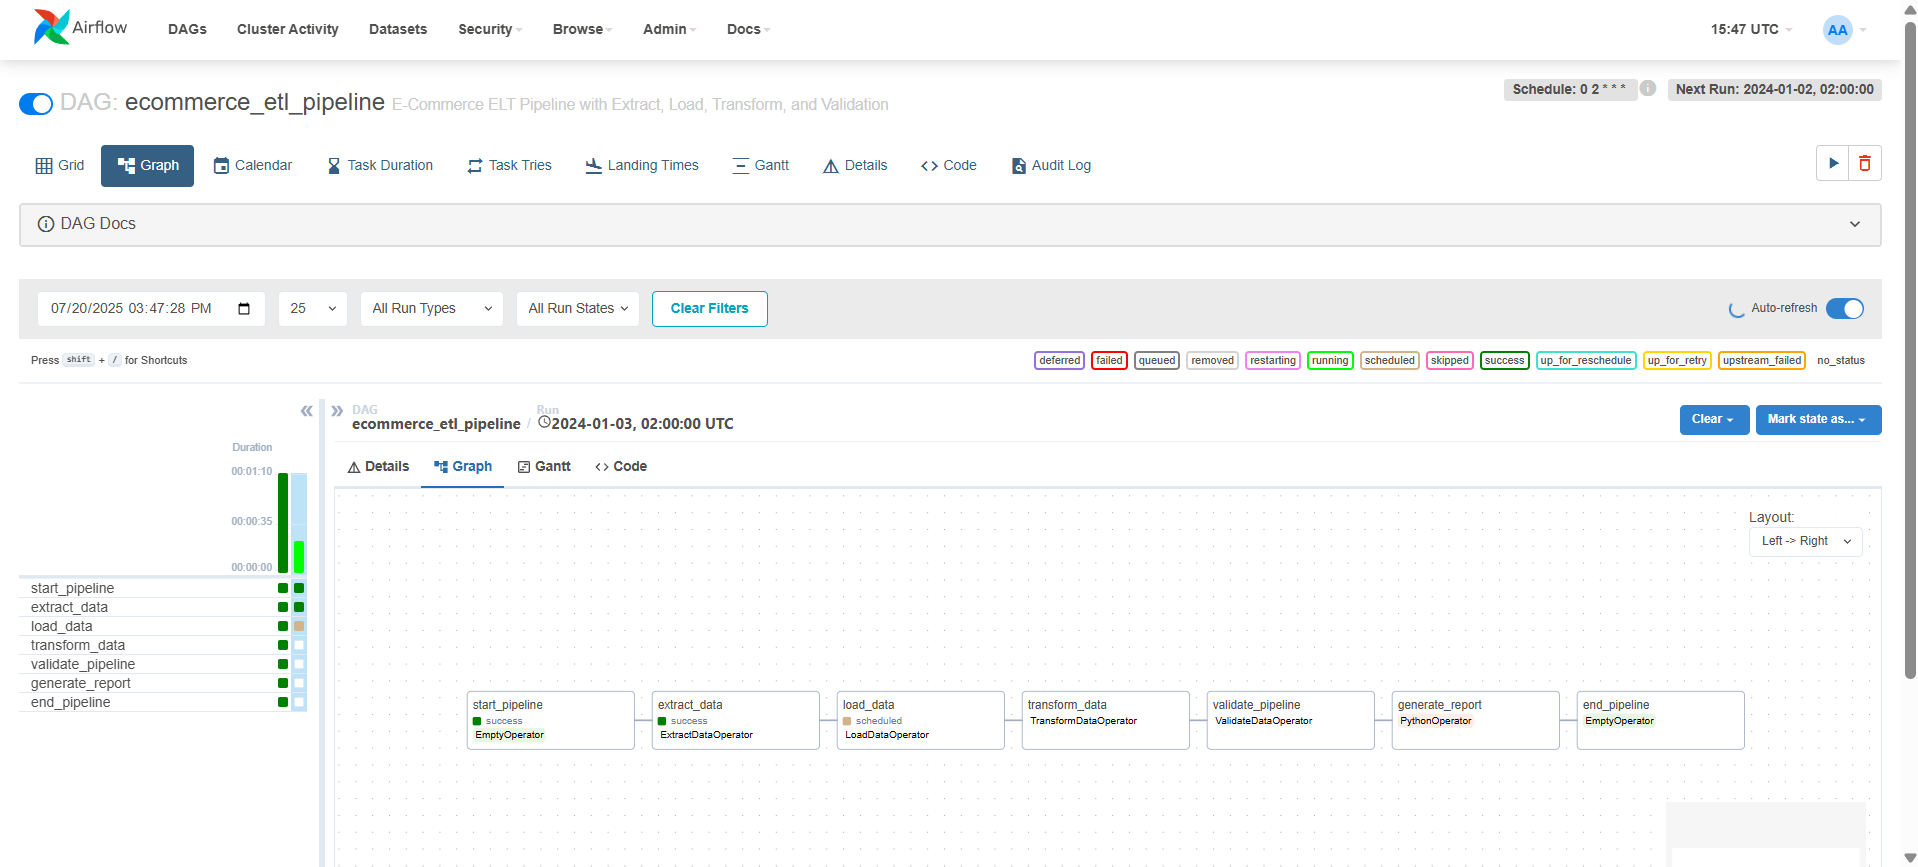 Airflow
DAGs
Cluster Activity
Datasets
Security
Browse
Admin
Docs
15:47 UTC
AA
DAG: ecommerce_etl_pipeline E-Commerce ELT Pipeline with Extract, Load, Transform, and Validation
Schedule: 0 2 * * *
Next Run: 2024-01-02, 02:00:00
Grid
Graph
Calendar
Task Duration
Task Tries
Landing Times
Gantt
Details
<> Code
Audit Log
DAG Docs
07/20/2025 03:47:28 PM
25
All Run Types
All Run States
Clear Filters
Auto-refresh
Press shift + / for Shortcuts
deferred
failed
queued
removed
restarting
running
scheduled
skipped
success
up_for_reschedule
up_for_retry
upstream_failed
no_status
DAG
ecommerce_etl_pipeline
/
Run
2024-01-03, 02:00:00 UTC
Clear
Mark state as...
Details
Graph
Gantt
<> Code
Duration
00:01:10
00:00:35
00:00:00
start_pipeline
extract_data
load_data
transform_data
validate_pipeline
generate_report
end_pipeline
Layout:
Left -> Right
start_pipeline
success
EmptyOperator
extract_data
success
ExtractDataOperator
load_data
scheduled
LoadDataOperator
transform_data
TransformDataOperator
validate_pipeline
ValidateDataOperator
generate_report
PythonOperator
end_pipeline
EmptyOperator